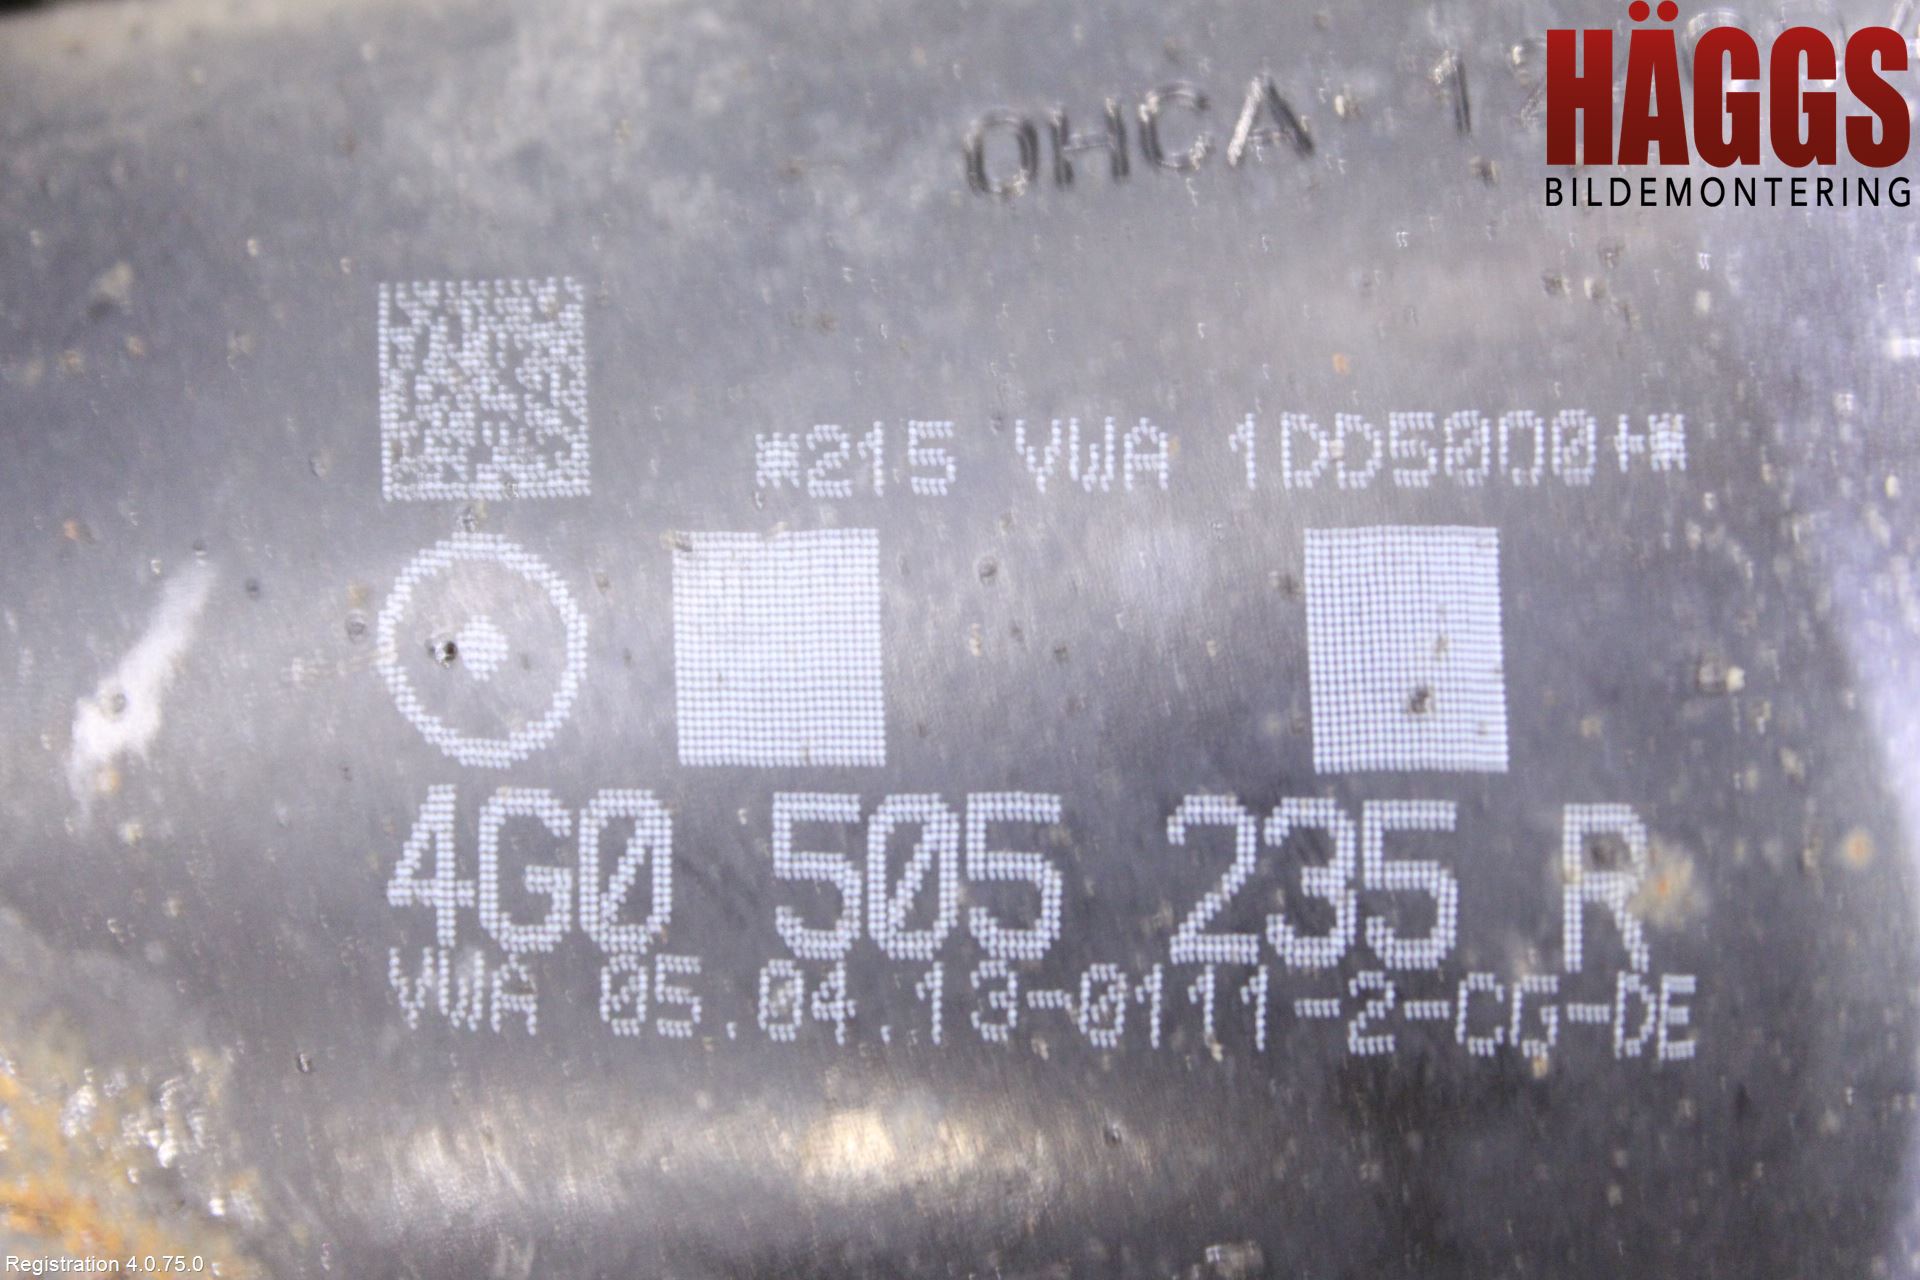 HÄGGS
BILDEMONTERING
OHCA
*215 VWA 1DD50D0+*
4G0 505 235 R
VWA 05.04.13-0111-2-CG-DE
Registration 4.0.75.0